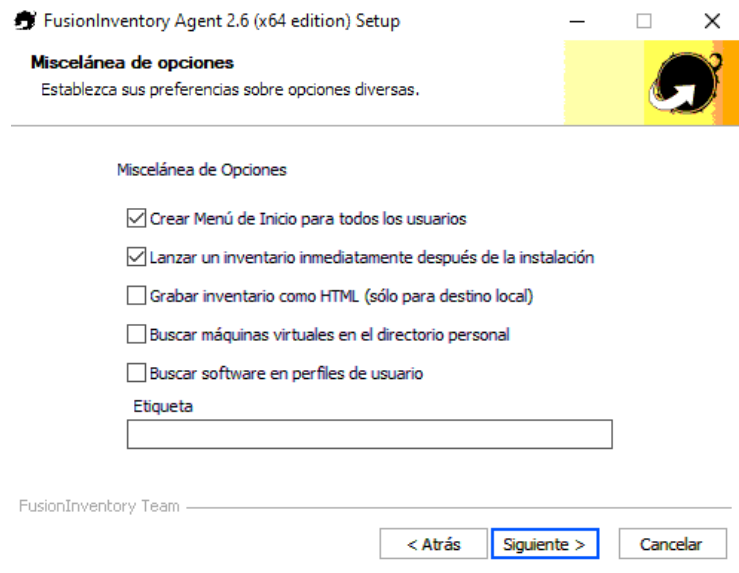 FusionInventory Agent 2.6 (x64 edition) Setup
Miscelánea de opciones
Establezca sus preferencias sobre opciones diversas.
Miscelánea de Opciones
Crear Menú de Inicio para todos los usuarios
Lanzar un inventario inmediatamente después de la instalación
Grabar inventario como HTML (sólo para destino local)
Buscar máquinas virtuales en el directorio personal
Buscar software en perfiles de usuario
Etiqueta
FusionInventory Team
< Atrás Siguiente > Cancelar